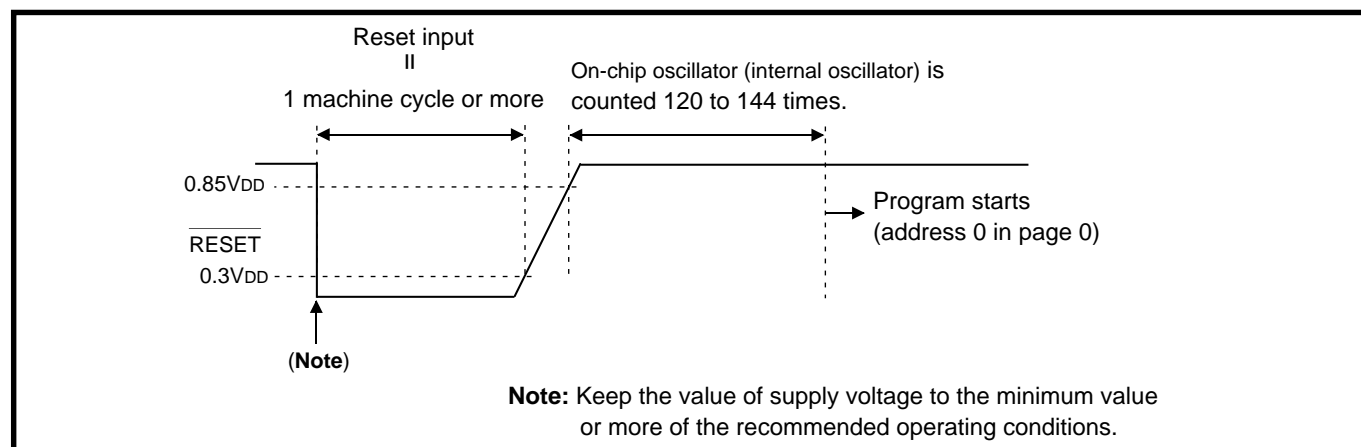 Reset input
=
1 machine cycle or more
On-chip oscillator (internal oscillator) is
counted 120 to 144 times.
0.85VDD
RESET
0.3VDD
Program starts
(address 0 in page 0)
(Note)
Note: Keep the value of supply voltage to the minimum value
or more of the recommended operating conditions.